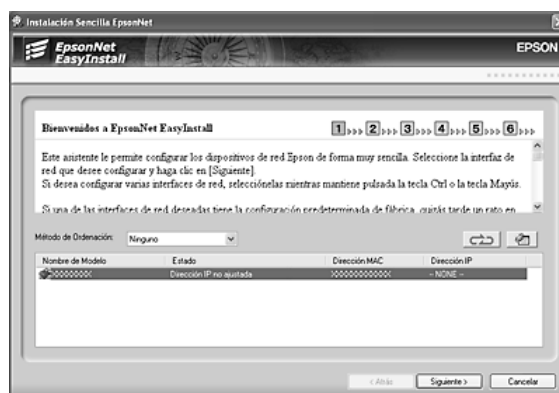 Instalación Sencilla EpsonNet
EpsonNet
EasyInstall
EPSON
Bienvenidos a EpsonNet EasyInstall
1 2 3 4 5 6
Este asistente le permite configurar los dispositivos de red Epson de forma muy sencilla. Seleccione la interfaz de
red que desee configurar y haga clic en [Siguiente].
Si desea configurar varias interfaces de red, selecciónelas mientras mantiene pulsada la tecla Ctrl o la tecla Mayús.
Si una de las interfaces de red deseadas tiene la configuración predeterminada de fábrica, quizás tarde un rato en
Método de Ordenación: Ninguno
Nombre de Modelo Estado Dirección MAC Dirección IP
XXXXXXXX Dirección IP no ajustada XXXXXXXXXXXX -- NONE --
< Atrás Siguiente > Cancelar